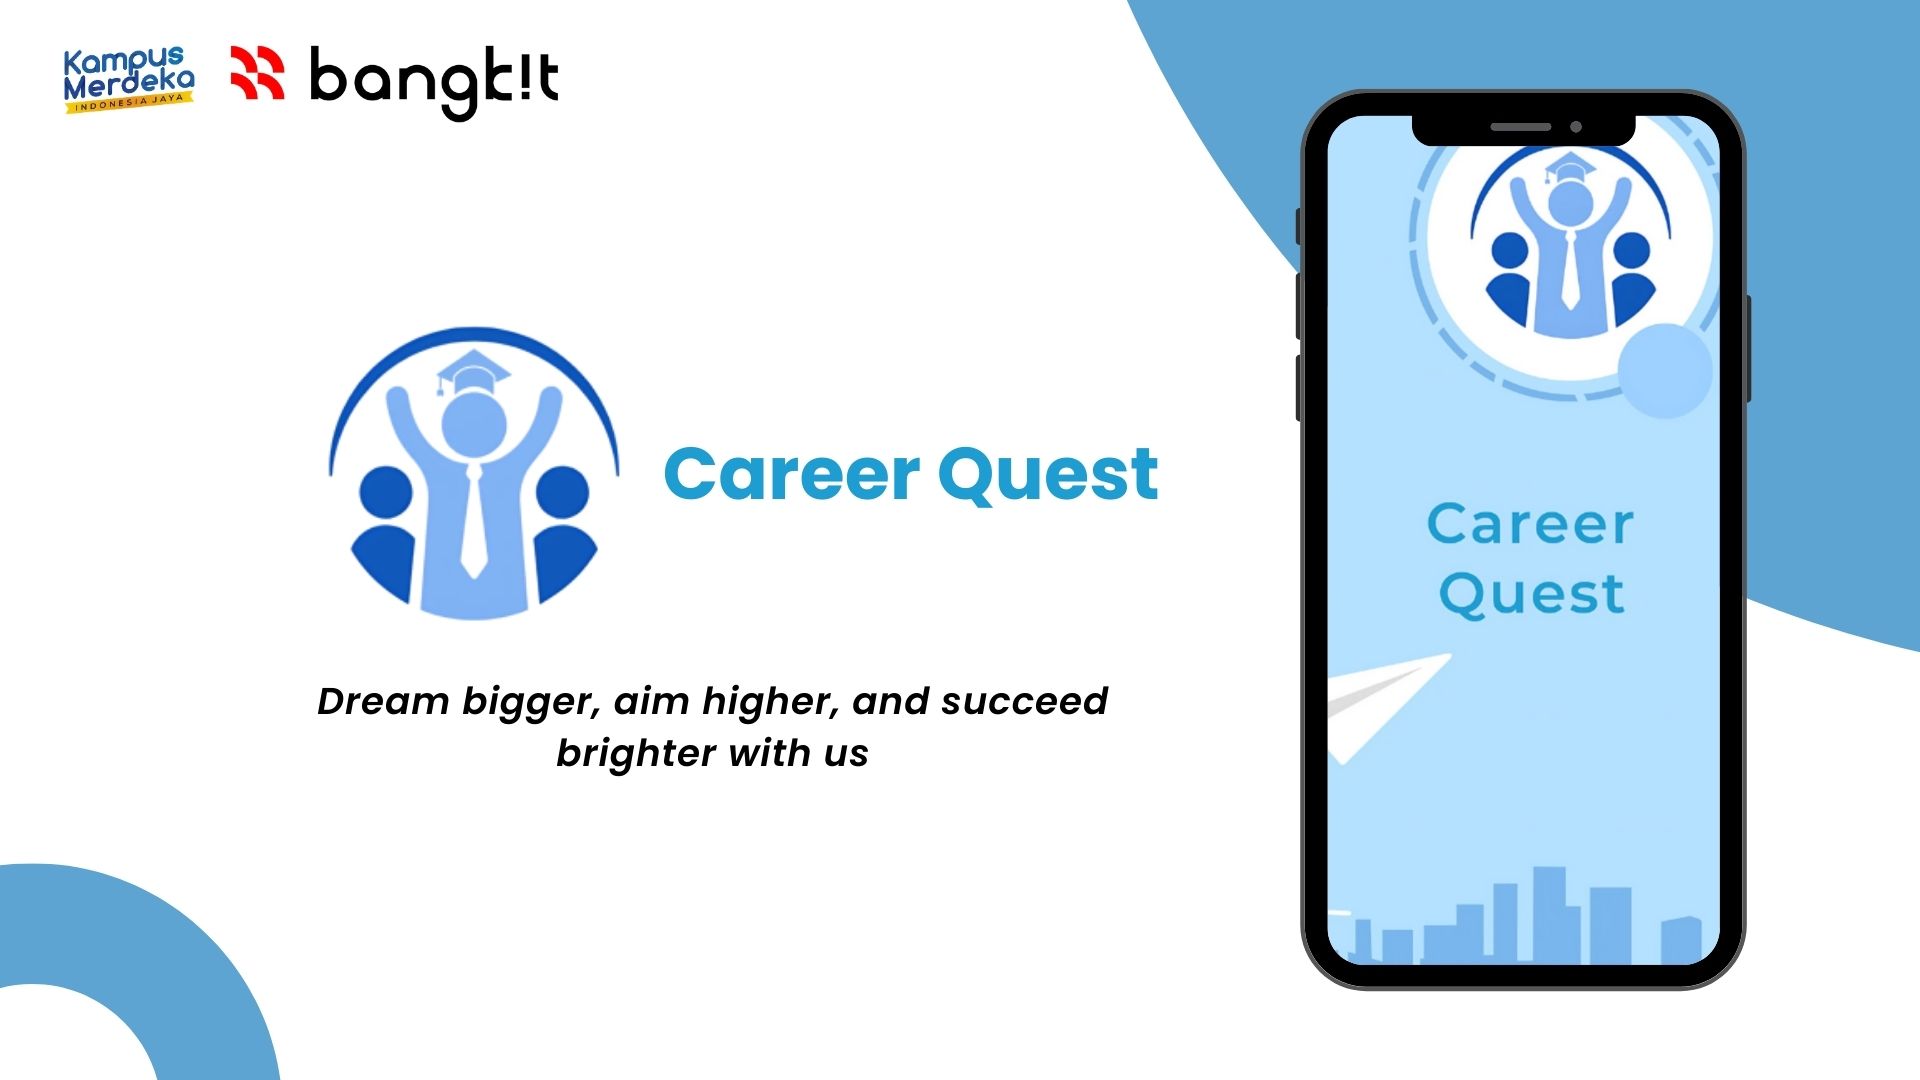 Kampus
Merdeka
INDONESIA JAYA
bangk!t
Career Quest
Dream bigger, aim higher, and succeed
brighter with us
Career
Quest